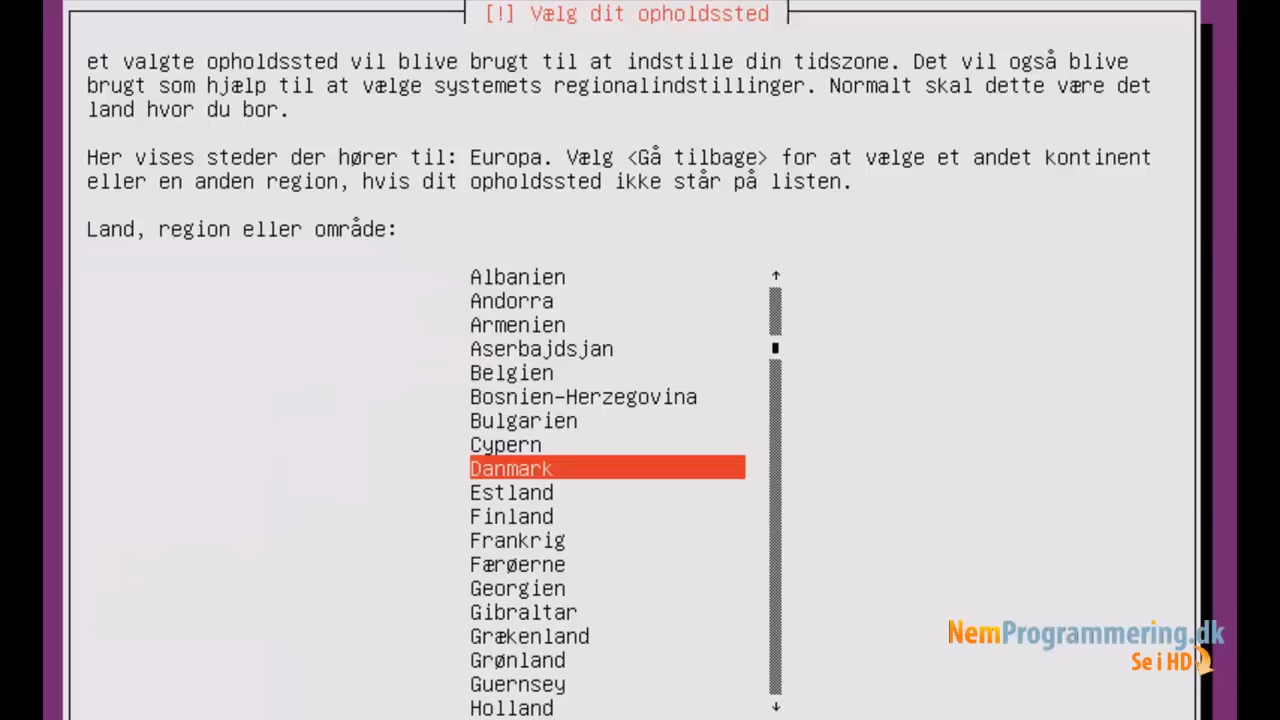 [!] Vælg dit opholdssted
et valgte opholdssted vil blive brugt til at indstille din tidszone. Det vil også blive
brugt som hjælp til at vælge systemets regionalindstillinger. Normalt skal dette være det
land hvor du bor.
Her vises steder der hører til: Europa. Vælg <Gå tilbage> for at vælge et andet kontinent
eller en anden region, hvis dit opholdssted ikke står på listen.
Land, region eller område:
Albanien
Andorra
Armenien
Aserbajdsjan
Belgien
Bosnien-Herzegovina
Bulgarien
Cypern
Danmark
Estland
Finland
Frankrig
Færøerne
Georgien
Gibraltar
Grækenland
Grønland
Guernsey
Holland
NemProgrammering.dk
Se i HD